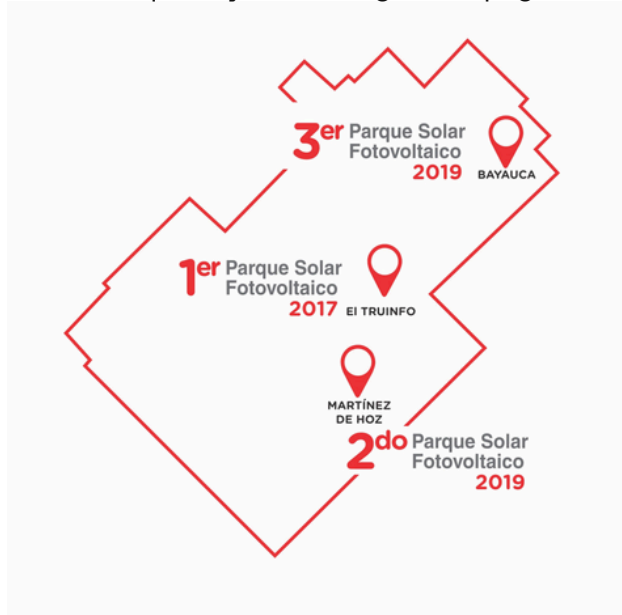 3er Parque Solar
Fotovoltaico
2019
BAYAUCA
1er Parque Solar
Fotovoltaico
2017
El TRUINFO
MARTÍNEZ
DE HOZ
2do Parque Solar
Fotovoltaico
2019